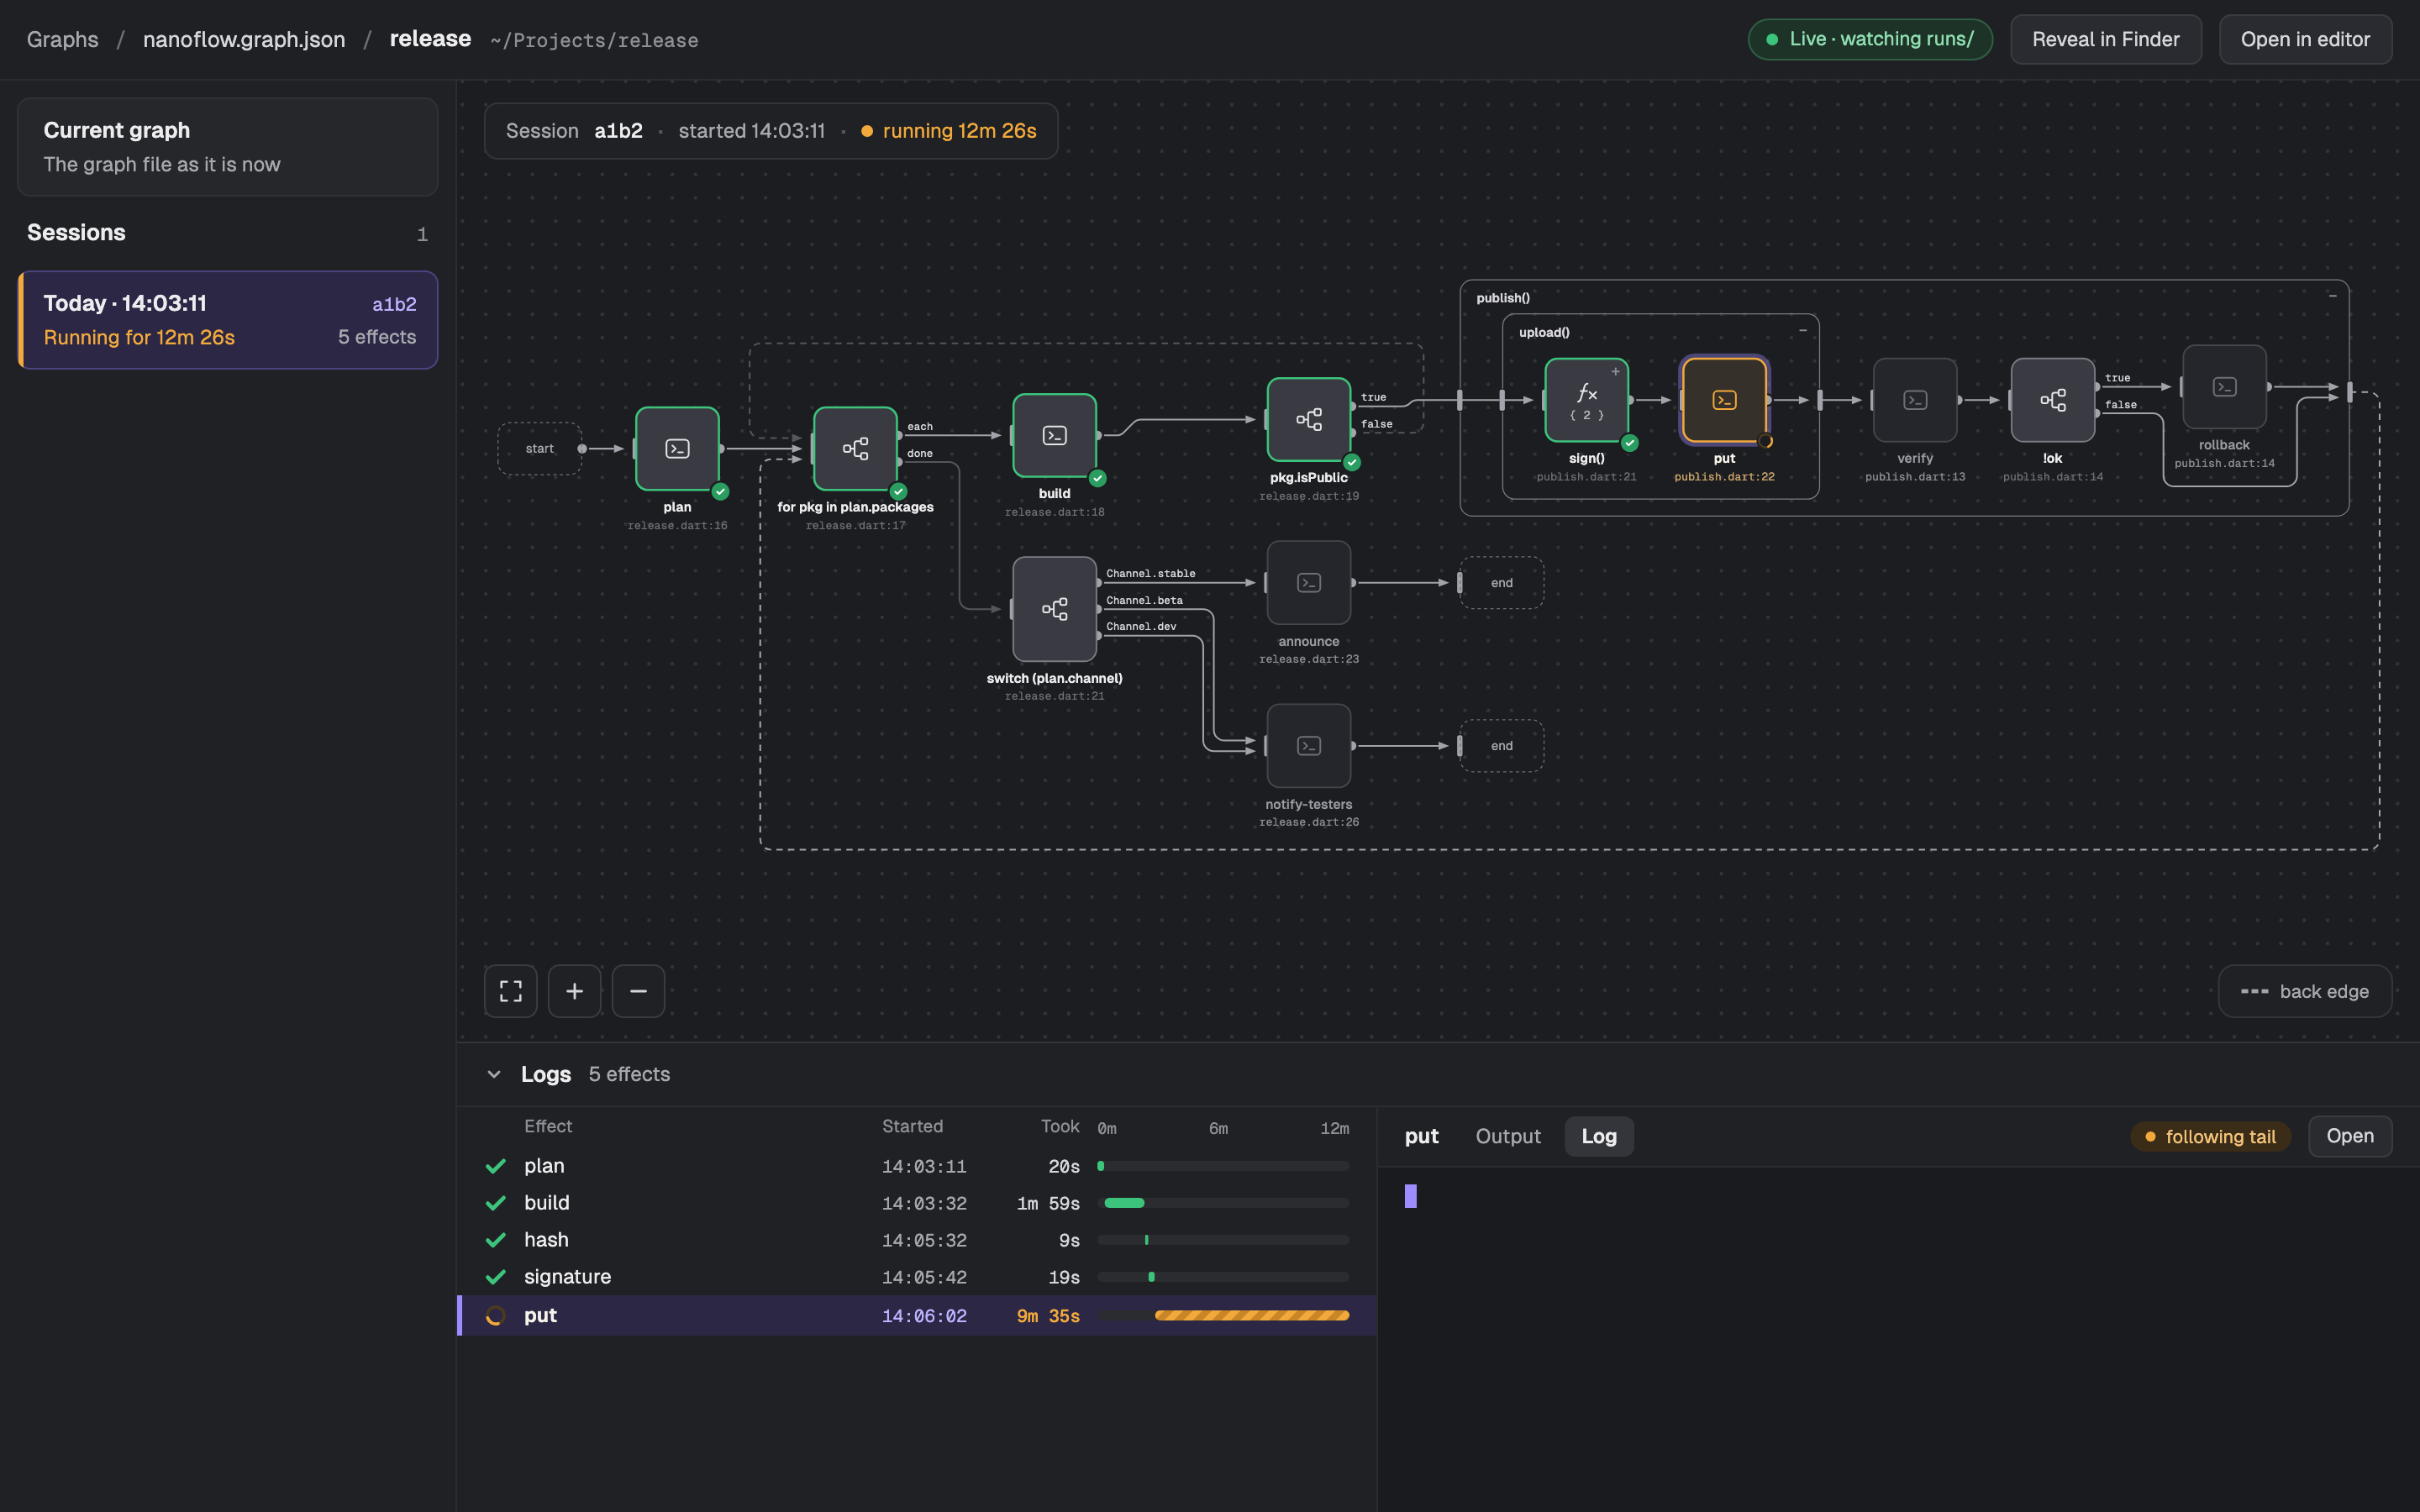 Graphs / nanoflow.graph.json / release ~/Projects/release
Live · watching runs/
Reveal in Finder
Open in editor
Current graph
The graph file as it is now
Sessions 1
Today · 14:03:11 a1b2
Running for 12m 26s 5 effects
Session a1b2 · started 14:03:11 · running 12m 26s
start
plan
release.dart:16
for pkg in plan.packages
release.dart:17
each
done
build
release.dart:18
pkg.isPublic
release.dart:19
true
false
publish()
upload()
{ 2 }
sign()
publish.dart:21
put
publish.dart:22
verify
publish.dart:13
!ok
publish.dart:14
true
false
rollback
publish.dart:14
switch (plan.channel)
release.dart:21
Channel.stable
Channel.beta
Channel.dev
announce
release.dart:23
end
notify-testers
release.dart:26
end
back edge
Logs 5 effects
Effect Started Took 0m 6m 12m
plan 14:03:11 20s
build 14:03:32 1m 59s
hash 14:05:32 9s
signature 14:05:42 19s
put 14:06:02 9m 35s
put Output Log
following tail
Open